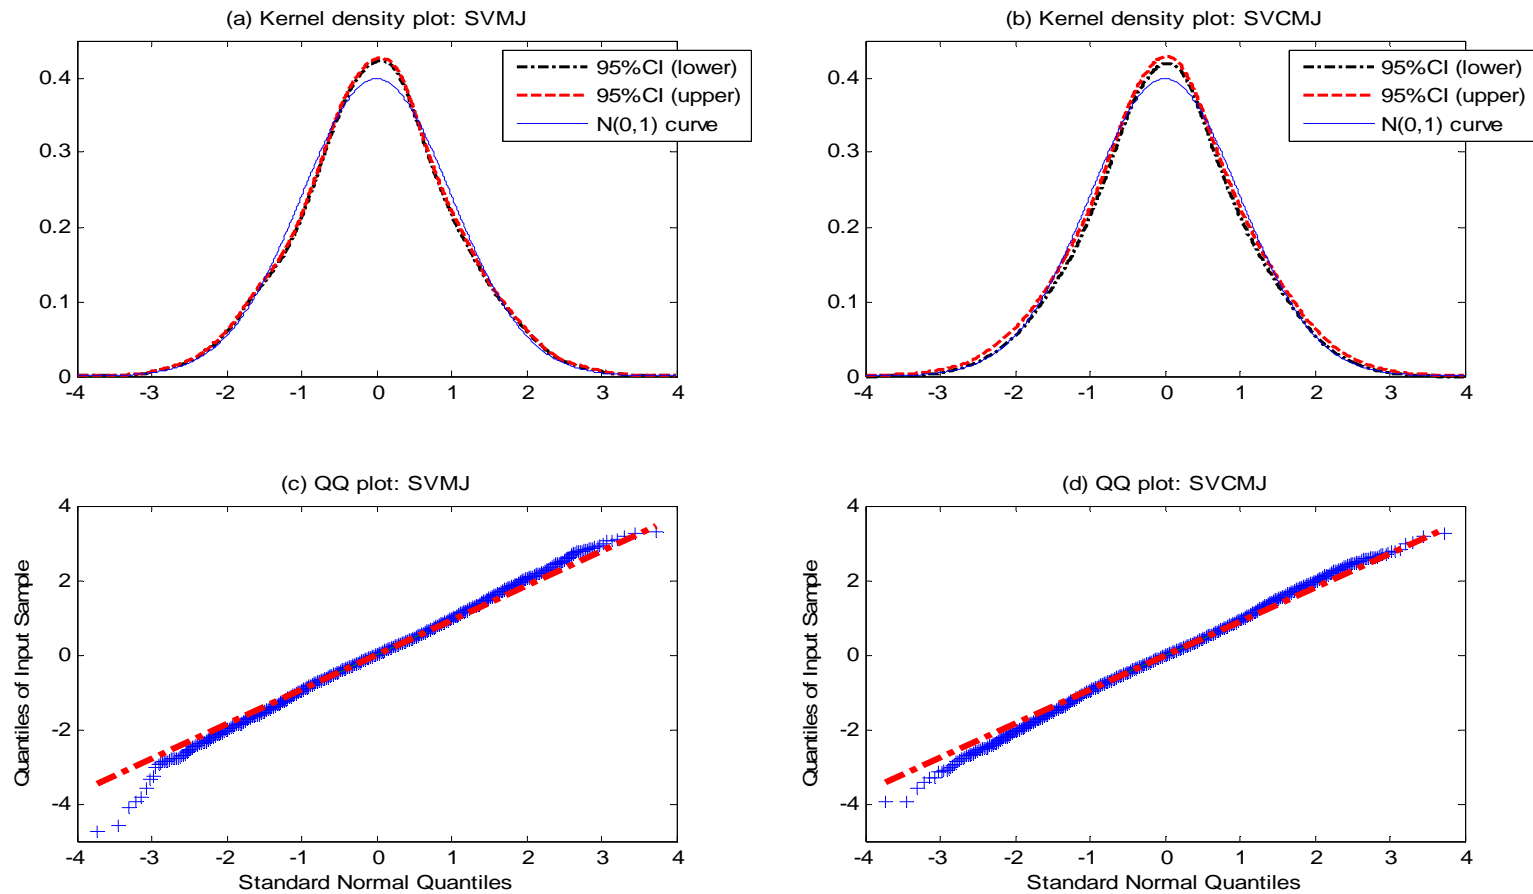 (a) Kernel density plot: SVMJ
0.4
0.3
0.2
0.1
0
-4 -3 -2 -1 0 1 2 3 4
95%CI (lower)
95%CI (upper)
N(0,1) curve
(b) Kernel density plot: SVCMJ
0.4
0.3
0.2
0.1
0
-4 -3 -2 -1 0 1 2 3 4
95%CI (lower)
95%CI (upper)
N(0,1) curve
(c) QQ plot: SVMJ
4
2
0
-2
-4
-4 -3 -2 -1 0 1 2 3 4
Quantiles of Input Sample
Standard Normal Quantiles
(d) QQ plot: SVCMJ
4
2
0
-2
-4
-4 -3 -2 -1 0 1 2 3 4
Quantiles of Input Sample
Standard Normal Quantiles